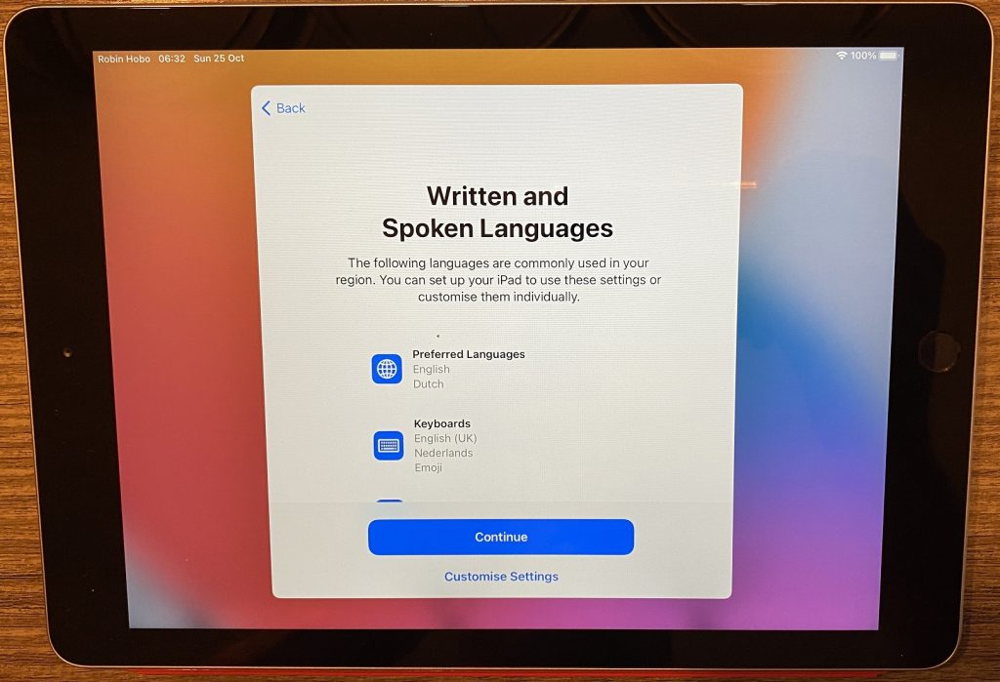 Robin Hobo 06:32 Sun 25 Oct 100%
Back
Written and
Spoken Languages
The following languages are commonly used in your
region. You can set up your iPad to use these settings or
customise them individually.
Preferred Languages
English
Dutch
Keyboards
English (UK)
Nederlands
Emoji
Continue
Customise Settings